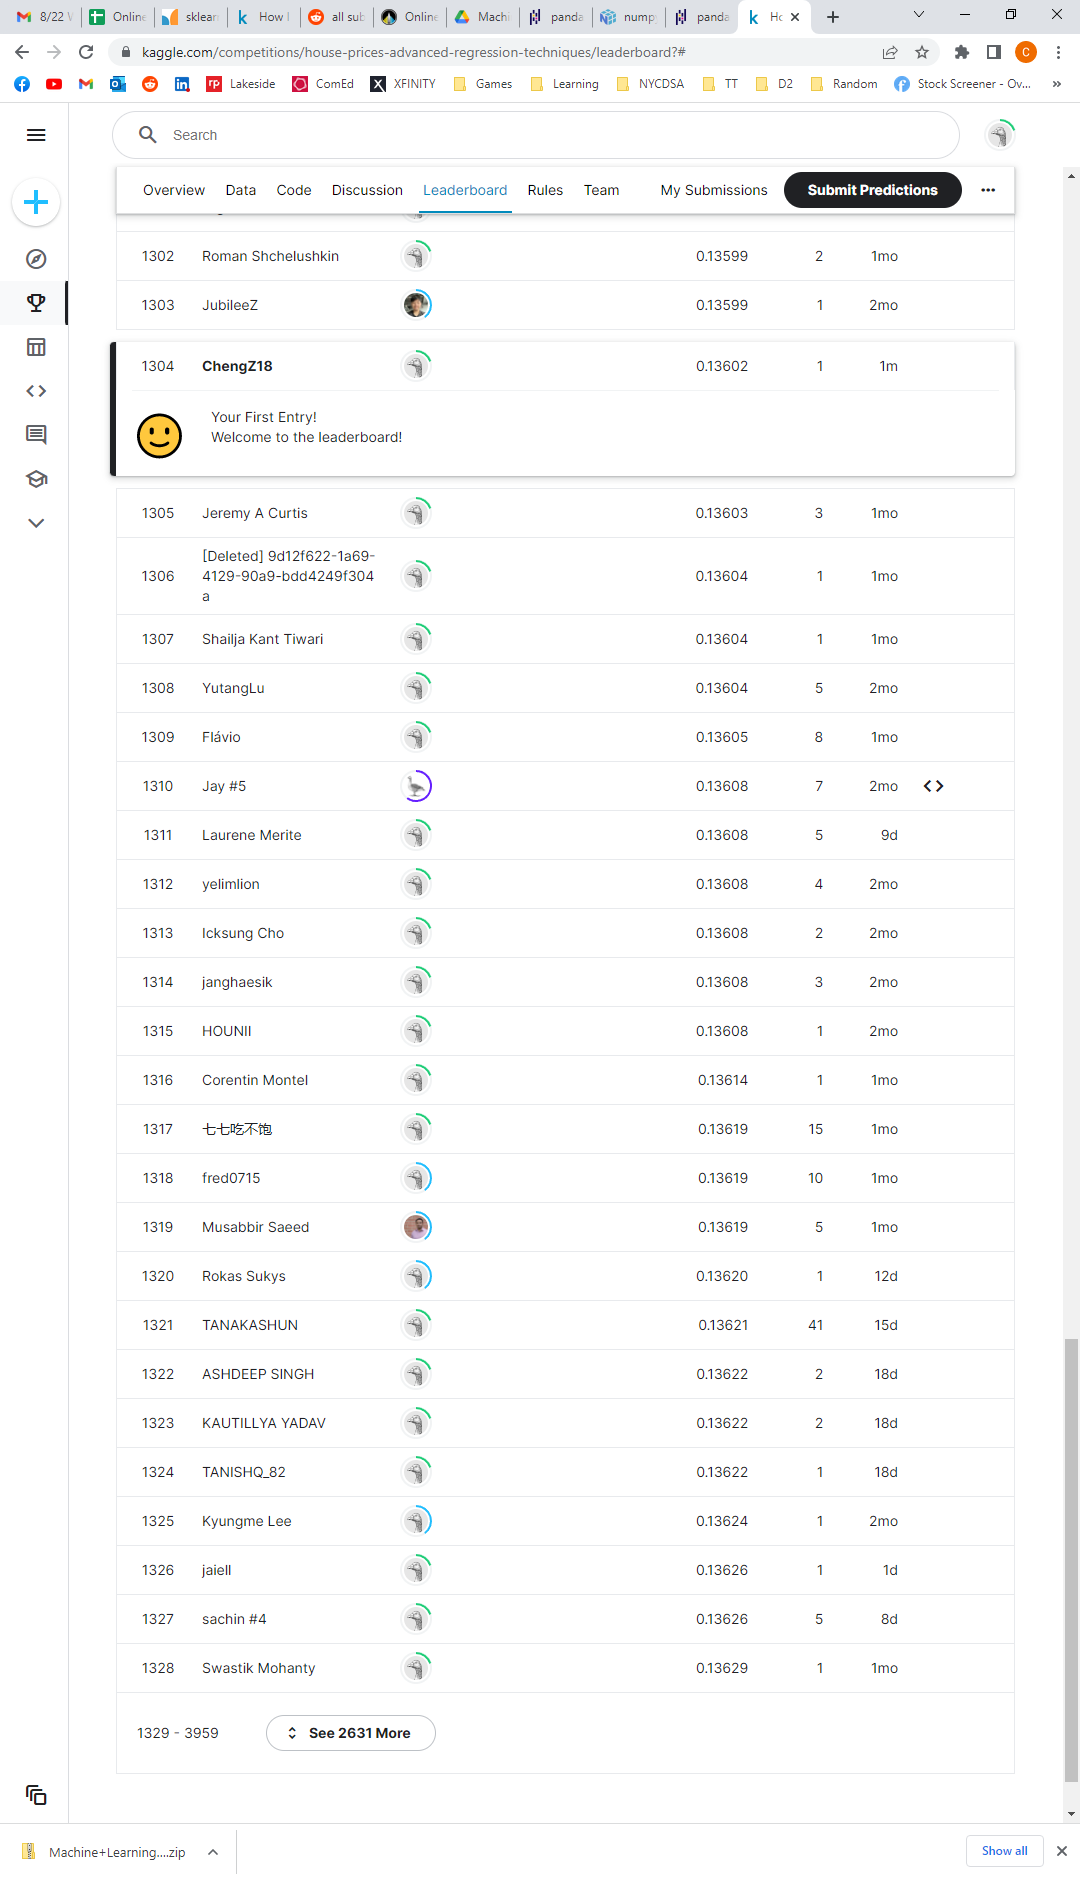 8/22 Online sklear How I all sub Online Machi panda nump panda Ho
kaggle.com/competitions/house-prices-advanced-regression-techniques/leaderboard?#
C
Lakeside ComEd XFINITY Games Learning NYCDSA TT D2 Random Stock Screener - Ov... »
Search
Overview Data Code Discussion Leaderboard Rules Team My Submissions Submit Predictions
1302 Roman Shchelushkin 0.13599 2 1mo
1303 JubileeZ 0.13599 1 2mo
1304 ChengZ18 0.13602 1 1m
Your First Entry!
Welcome to the leaderboard!
1305 Jeremy A Curtis 0.13603 3 1mo
[Deleted] 9d12f622-1a69-
1306 4129-90a9-bdd4249f304 0.13604 1 1mo
a
1307 Shailja Kant Tiwari 0.13604 1 1mo
1308 YutangLu 0.13604 5 2mo
1309 Flávio 0.13605 8 1mo
1310 Jay #5 0.13608 7 2mo <>
1311 Laurene Merite 0.13608 5 9d
1312 yelimlion 0.13608 4 2mo
1313 Icksung Cho 0.13608 2 2mo
1314 janghaesik 0.13608 3 2mo
1315 HOUNII 0.13608 1 2mo
1316 Corentin Montel 0.13614 1 1mo
1317 七七吃不饱 0.13619 15 1mo
1318 fred0715 0.13619 10 1mo
1319 Musabbir Saeed 0.13619 5 1mo
1320 Rokas Sukys 0.13620 1 12d
1321 TANAKASHUN 0.13621 41 15d
1322 ASHDEEP SINGH 0.13622 2 18d
1323 KAUTILLYA YADAV 0.13622 2 18d
1324 TANISHQ_82 0.13622 1 18d
1325 Kyungme Lee 0.13624 1 2mo
1326 jaiell 0.13626 1 1d
1327 sachin #4 0.13626 5 8d
1328 Swastik Mohanty 0.13629 1 1mo
1329 - 3959 See 2631 More
Machine+Learning....zip Show all